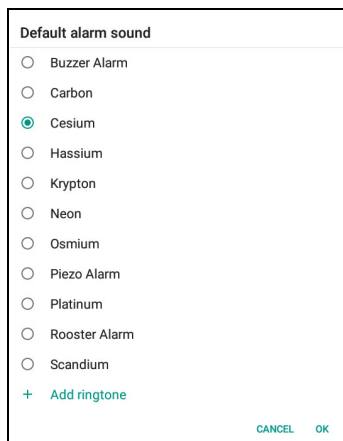 Default alarm sound
Buzzer Alarm
Carbon
Cesium
Hassium
Krypton
Neon
Osmium
Piezo Alarm
Platinum
Rooster Alarm
Scandium
+ Add ringtone
CANCEL OK